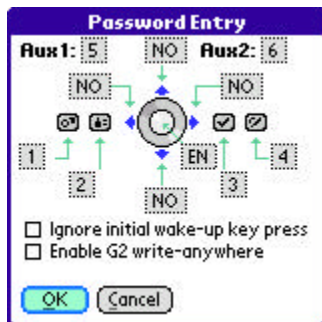 Password Entry
Aux1: 5 NO Aux2: 6
NO NO
1 EN 4
2 3
NO
Ignore initial wake-up key press
Enable G2 write-anywhere
OK Cancel